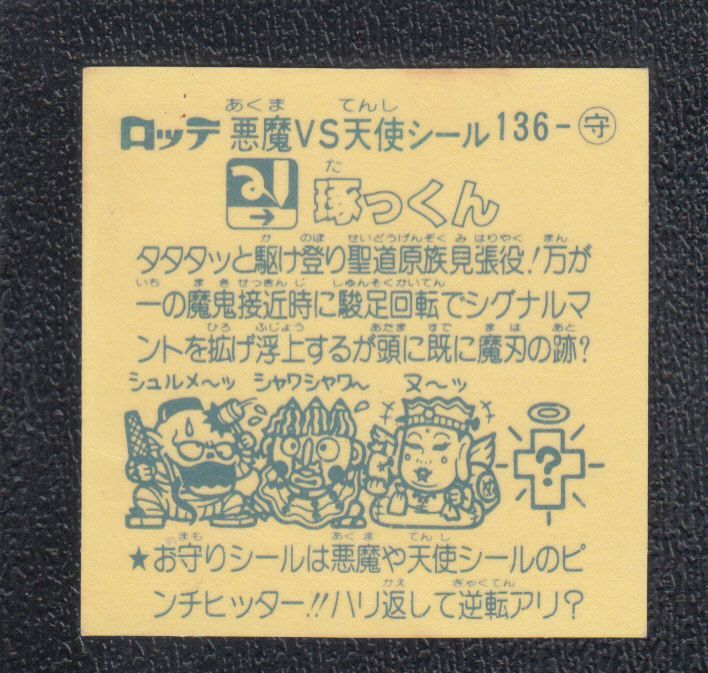 ロッテ 悪魔VS天使シール 136-守
あくま てんし
琢っくん
た
タタタッと駆け登り聖道原族見張役!万が
か のぼ せいどうげんぞく み はりやく まん
一の魔鬼接近時に駿足回転でシグナルマ
いち ま き せっきん じ しゅんそくかいてん
ントを拡げ浮上するが頭に既に魔刃の跡?
ひろ ふじょう あたま すで ま は あと
シュルメ〜ッ シャワシャワ〜 ヌ〜ッ
?
★お守りシールは悪魔や天使シールのピ
まも あくま てんし
ンチヒッター!!ハリ返して逆転アリ?
かえ ぎゃくてん